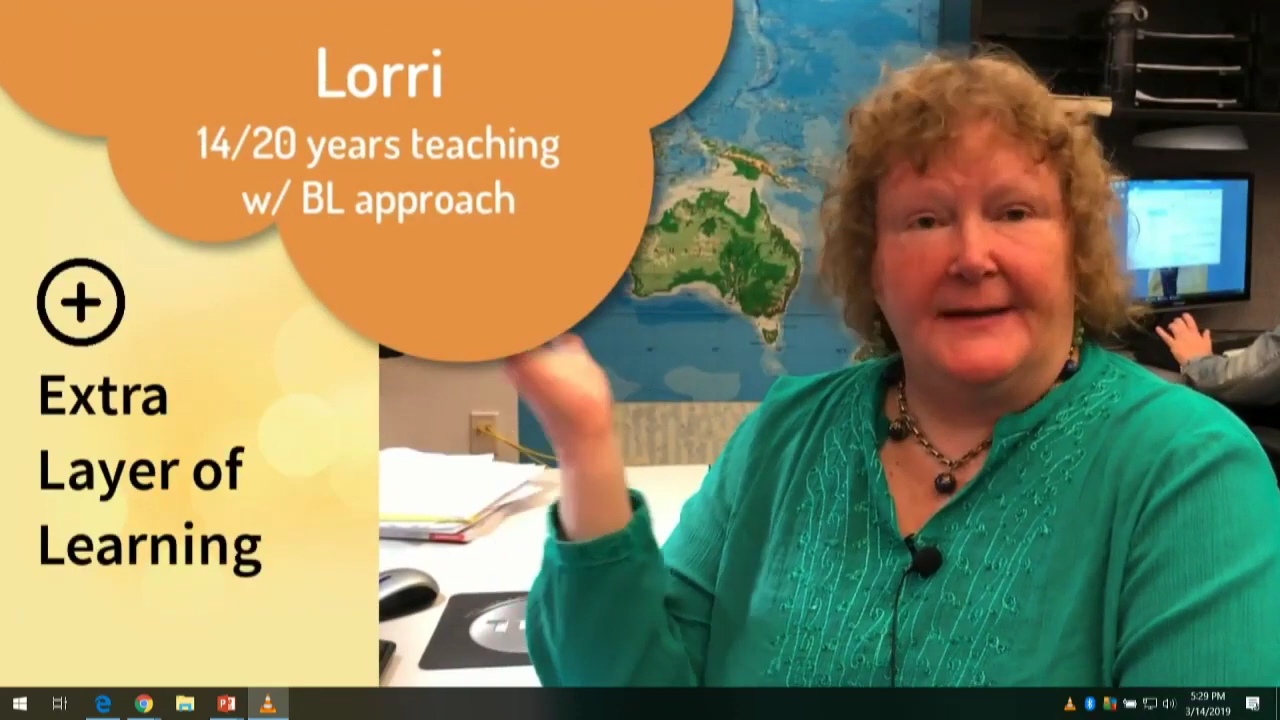 Lorri
14/20 years teaching
w/ BL approach
Extra
Layer of
Learning
5:29 PM
3/14/2019